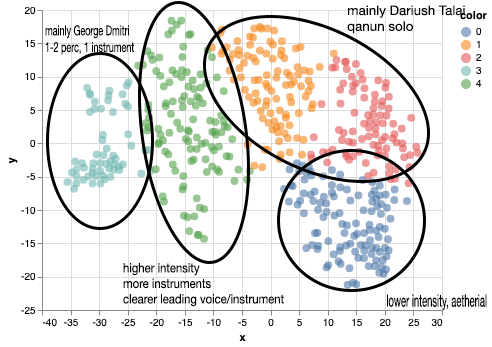 mainly Dariush Talai color
qanun solo
mainly George Dmitri
1-2 perc, 1 instrument
0
1
2
3
4
20
15
10
5
0
-5
-10
-15
-20
-25
y
higher intensity
more instruments
clearer leading voice/instrument
lower intensity, aetherial
-40 -35 -30 -25 -20 -15 -10 -5 0 5 10 15 20 25 30
x